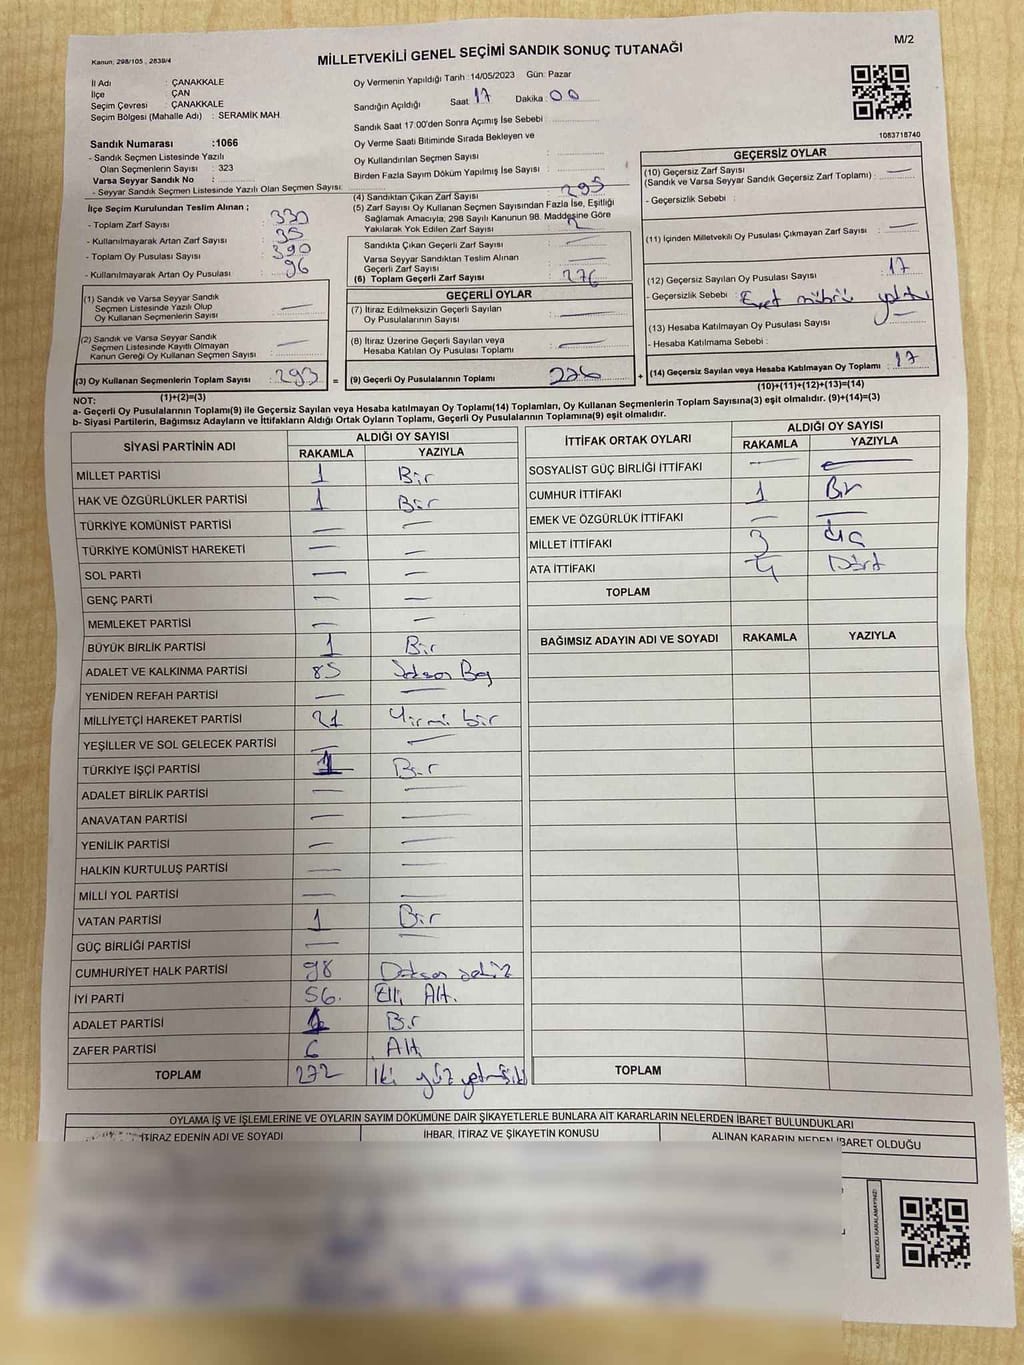 M/2
Kanun, 298/105 , 2839/4
MİLLETVEKİLİ GENEL SEÇİMİ SANDIK SONUÇ TUTANAĞI
İl Adı : ÇANAKKALE
İlçe : ÇAN
Seçim Çevresi : ÇANAKKALE
Seçim Bölgesi (Mahalle Adı) : SERAMİK MAH
Oy Vermenin Yapıldığı Tarih :14/05/2023 Gün: Pazar
Sandığın Açıldığı Saat 17 Dakika 00
Sandık Saat 17:00'den Sonra Açımış İse Sebebi :
Oy Verme Saati Bitiminde Sırada Bekleyen ve
Oy Kullandırılan Seçmen Sayısı :
Birden Fazla Sayım Döküm Yapılmış İse Sayısı :
1083718740
Sandık Numarası :1066
- Sandık Seçmen Listesinde Yazılı
Olan Seçmenlerin Sayısı : 323
Varsa Seyyar Sandık No :
- Seyyar Sandık Seçmen Listesinde Yazılı Olan Seçmen Sayısı:
İlçe Seçim Kurulundan Teslim Alınan ;
- Toplam Zarf Sayısı : 330
- Kullanılmayarak Artan Zarf Sayısı : 35
- Toplam Oy Pusulası Sayısı : 390
- Kullanılmayarak Artan Oy Pusulası : 96
(1) Sandık ve Varsa Seyyar Sandık
Seçmen Listesinde Yazılı Olup
Oy Kullanan Seçmenlerin Sayısı :
(2) Sandık ve Varsa Seyyar Sandık
Seçmen Listesinde Kayıtlı Olmayan
Kanun Gereği Oy Kullanan Seçmen Sayısı :
(3) Oy Kullanan Seçmenlerin Toplam Sayısı : 293 =
(1)+(2)=(3)
(4) Sandıktan Çıkan Zarf Sayısı : 295
(5) Zarf Sayısı Oy Kullanan Seçmen Sayısından Fazla İse, Eşitliği
Sağlamak Amacıyla; 298 Sayılı Kanunun 98. Maddesine Göre
Yakılarak Yok Edilen Zarf Sayısı : 2
Sandıkta Çıkan Geçerli Zarf Sayısı :
Varsa Seyyar Sandıktan Teslim Alınan
Geçerli Zarf Sayısı :
(6) Toplam Geçerli Zarf Sayısı : 276
GEÇERLİ OYLAR
(7) İtiraz Edilmeksizin Geçerli Sayılan
Oy Pusulalarının Sayısı :
(8) İtiraz Üzerine Geçerli Sayılan veya
Hesaba Katılan Oy Pusulası Toplamı :
(9) Geçerli Oy Pusulalarının Toplamı : 276 +
GEÇERSİZ OYLAR
(10) Geçersiz Zarf Sayısı
(Sandık ve Varsa Seyyar Sandık Geçersiz Zarf Toplamı) :
- Geçersizlik Sebebi :
(11) İçinden Milletvekili Oy Pusulası Çıkmayan Zarf Sayısı :
(12) Geçersiz Sayılan Oy Pusulası Sayısı : 17
- Geçersizlik Sebebi : Evet mührü
(13) Hesaba Katılmayan Oy Pusulası Sayısı :
- Hesaba Katılmama Sebebi :
(14) Geçersiz Sayılan veya Hesaba Katılmayan Oy Toplamı : 17
(10)+(11)+(12)+(13)=(14)
NOT:
a- Geçerli Oy Pusulalarının Toplamı(9) ile Geçersiz Sayılan veya Hesaba katılmayan Oy Toplamı(14) Toplamları, Oy Kullanan Seçmenlerin Toplam Sayısına(3) eşit olmalıdır. (9)+(14)=(3)
b- Siyasi Partilerin, Bağımsız Adayların ve İttifakların Aldığı Ortak Oyların Toplamı, Geçerli Oy Pusulalarının Toplamına(9) eşit olmalıdır.
SİYASİ PARTİNİN ADI
ALDIĞI OY SAYISI
RAKAMLA YAZIYLA
MİLLET PARTİSİ 1 Bir
HAK VE ÖZGÜRLÜKLER PARTİSİ 1 Bir
TÜRKİYE KOMÜNİST PARTİSİ
TÜRKİYE KOMÜNİST HAREKETİ
SOL PARTİ
GENÇ PARTİ
MEMLEKET PARTİSİ
BÜYÜK BİRLİK PARTİSİ 1 Bir
ADALET VE KALKINMA PARTİSİ 85 Seksen Beş
YENİDEN REFAH PARTİSİ
MİLLİYETÇİ HAREKET PARTİSİ 21 Yirmi bir
YEŞİLLER VE SOL GELECEK PARTİSİ
TÜRKİYE İŞÇİ PARTİSİ 1 Bir
ADALET BİRLİK PARTİSİ
ANAVATAN PARTİSİ
YENİLİK PARTİSİ
HALKIN KURTULUŞ PARTİSİ
MİLLİ YOL PARTİSİ
VATAN PARTİSİ 1 Bir
GÜÇ BİRLİĞİ PARTİSİ
CUMHURİYET HALK PARTİSİ 98 Doksan sekiz
İYİ PARTİ 56. Elli Altı
ADALET PARTİSİ 1 Bir
ZAFER PARTİSİ 6 Altı
TOPLAM 272 İki yüz yetmiş iki
İTTİFAK ORTAK OYLARI
ALDIĞI OY SAYISI
RAKAMLA YAZIYLA
SOSYALIST GÜÇ BİRLİĞİ İTTİFAKI
CUMHUR İTTİFAKI 1 Bir
EMEK VE ÖZGÜRLÜK İTTİFAKI
MİLLET İTTİFAKI 3 Üç
ATA İTTİFAKI 4 Dört
TOPLAM
BAĞIMSIZ ADAYIN ADI VE SOYADI RAKAMLA YAZIYLA
TOPLAM
OYLAMA İŞ VE İŞLEMLERİNE VE OYLARIN SAYIM DÖKÜMÜNE DAİR ŞİKAYETLERLE BUNLARA AİT KARARLARIN NELERDEN İBARET BULUNDUKLARI
İTİRAZ EDENİN ADI VE SOYADI
İHBAR, İTİRAZ VE ŞİKAYETİN KONUSU
ALINAN KARARIN NEDEN İBARET OLDUĞU
KARE KODU KARALAMAYINIZ!